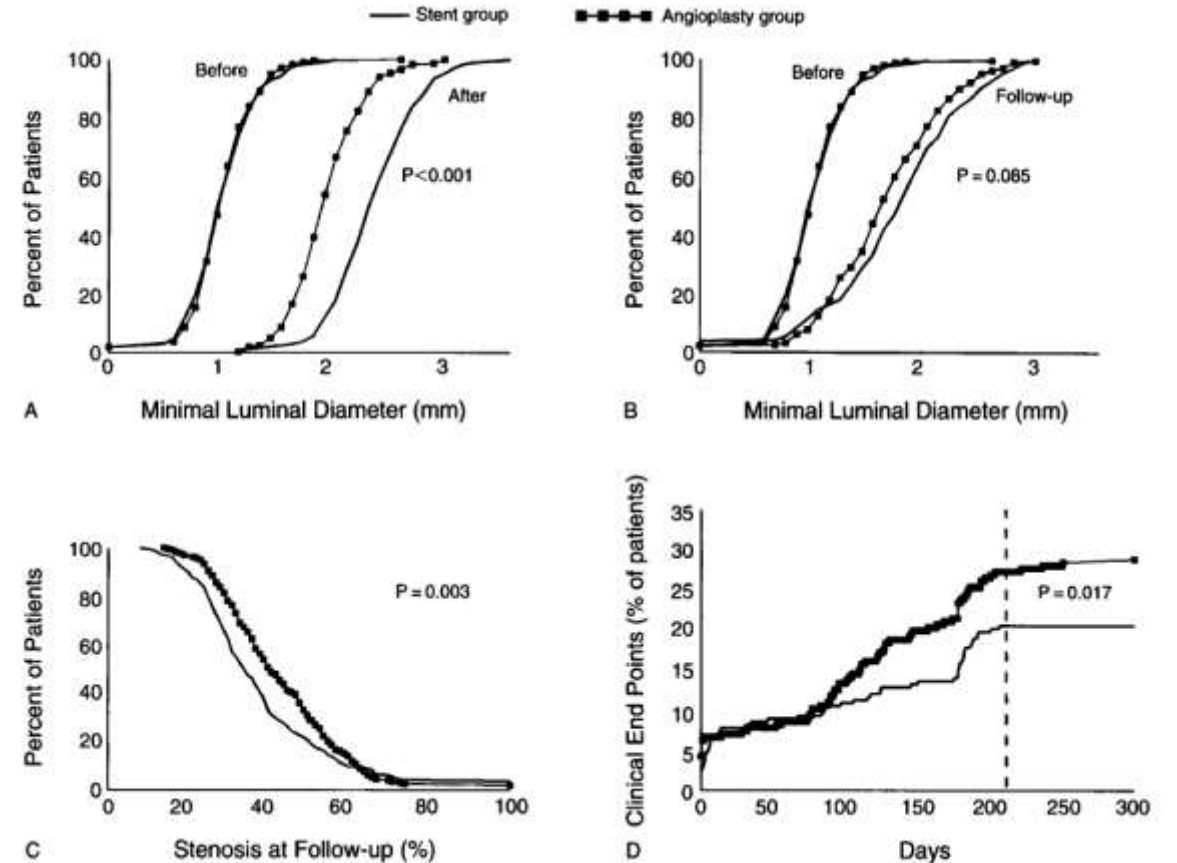 Stent group
Angioplasty group
100
80
60
40
20
0
Percent of Patients
Before
After
P<0.001
0 1 2 3
A Minimal Luminal Diameter (mm)
100
80
60
40
20
0
Percent of Patients
Before
Follow-up
P = 0.085
0 1 2 3
B Minimal Luminal Diameter (mm)
100
80
60
40
20
0
Percent of Patients
P = 0.003
0 20 40 60 80 100
C Stenosis at Follow-up (%)
35
30
25
20
15
10
5
0
Clinical End Points (% of patients)
P = 0.017
0 50 100 150 200 250 300
D Days